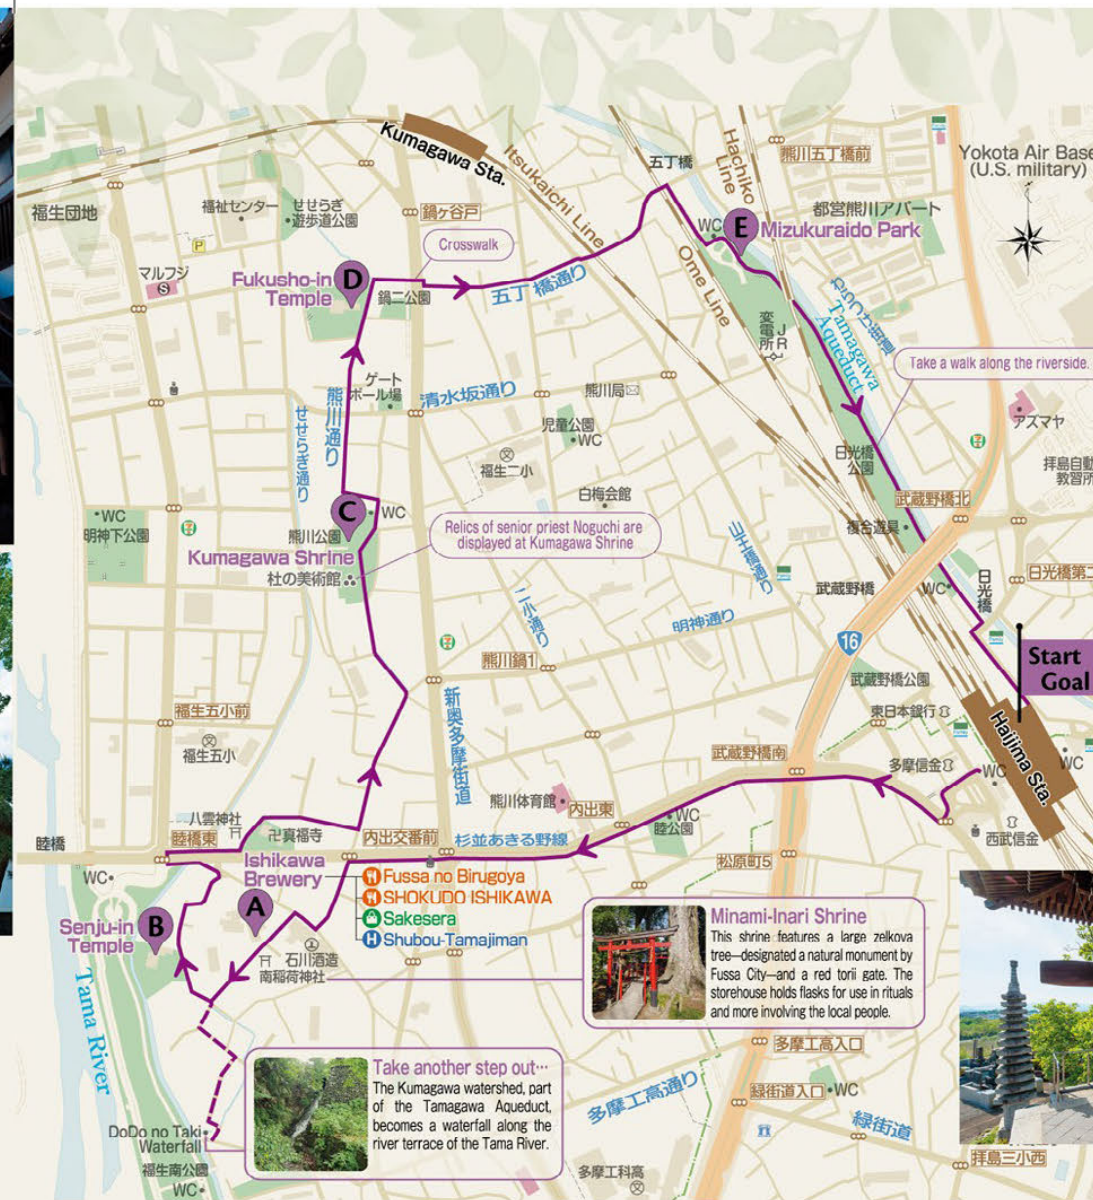 Kumagawa Sta.
Itsukaichi Line
Hachiko
Line
五丁橋
熊川五丁橋前
Yokota Air Base
(U.S. military)
福生団地
福祉センター
せせらぎ
遊歩道公園
鍋ヶ谷戸
WC
E
Mizukuraido Park
都営熊川アパート
P
Crosswalk
マルフジ
S
Fukusho-in
Temple
D
鍋二公園
五丁橋通り
Ome Line
変電所
JR
Tamagawa
Aqueduct
Take a walk along the riverside.
ゲート
ボール場
清水坂通り
熊川局
熊川通り
せせらぎ通り
児童公園
WC
アズマヤ
日光橋
公園
福生二小
拝島自動
教習所
白梅会館
武蔵野橋北
WC
明神下公園
C
WC
熊川公園
Kumagawa Shrine
杜の美術館
Relics of senior priest Noguchi are
displayed at Kumagawa Shrine
複合遊具
山王橋通り
二小通り
武蔵野橋
WC
日光橋
日光橋第二
明神通り
16
熊川鍋1
Start
Goal
武蔵野橋公園
福生五小前
東日本銀行
福生五小
新奥多摩街道
武蔵野橋南
多摩信金
WC
Haijima Sta.
WC
熊川体育館
内出東
WC
睦公園
西武信金
八雲神社
睦橋
睦橋東
卍真福寺
内出交番前
杉並あきる野線
松原町5
Ishikawa
Brewery
WC
Fussa no Birugoya
SHOKUDO ISHIKAWA
Sakesera
H Shubou-Tamajiman
A
B
Senju-in
Temple
石川酒造
南稲荷神社
Minami-Inari Shrine
This shrine features a large zelkova
tree—designated a natural monument by
Fussa City—and a red torii gate. The
storehouse holds flasks for use in rituals
and more involving the local people.
Tama River
多摩工高入口
Take another step out…
The Kumagawa watershed, part
of the Tamagawa Aqueduct,
becomes a waterfall along the
river terrace of the Tama River.
多摩工高通り
緑街道入口
WC
緑街道
DoDo no Taki
Waterfall
福生南公園
WC
多摩工科高
拝島三小西